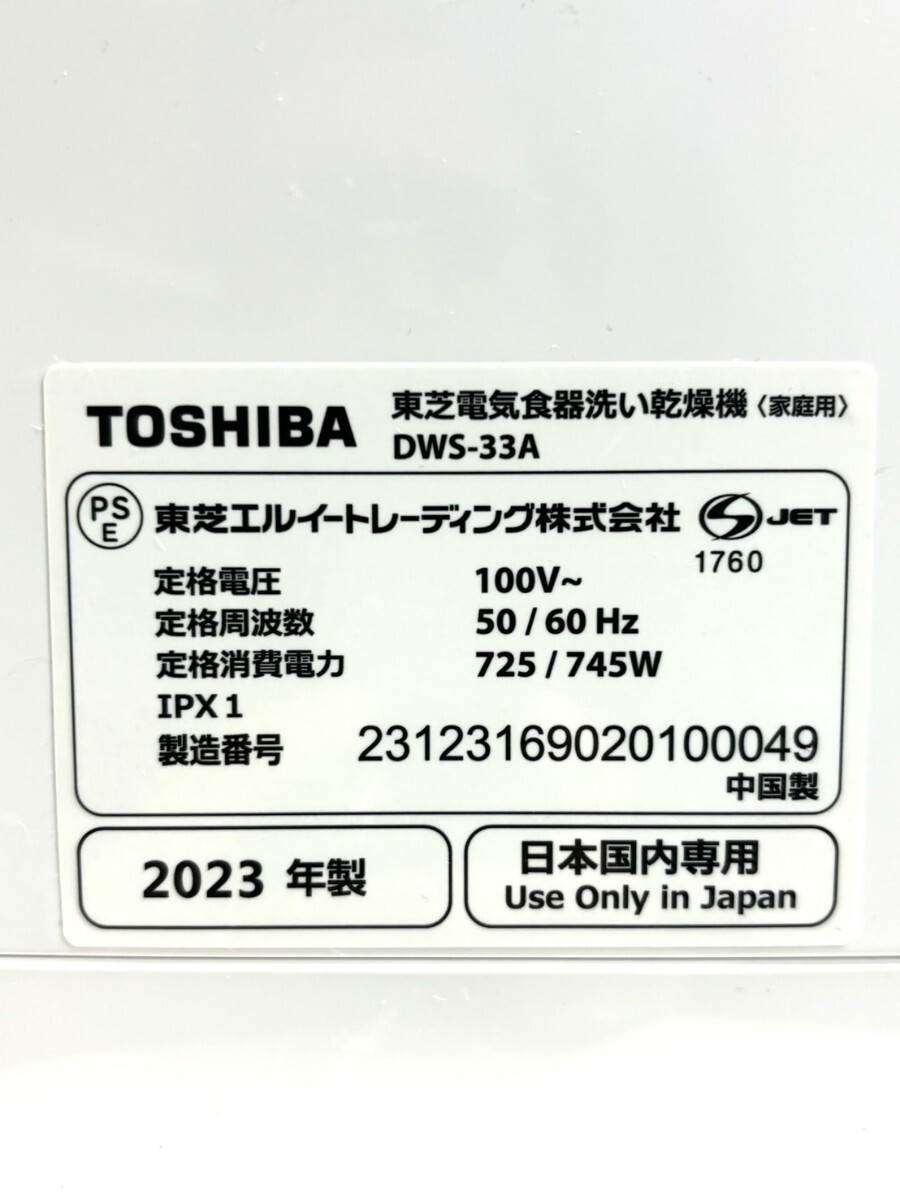 TOSHIBA 東芝電気食器洗い乾燥機〈家庭用〉
DWS-33A
PS E 東芝エルイートレーディング株式会社 JET
1760
定格電圧 100V~
定格周波数 50 / 60 Hz
定格消費電力 725 / 745W
IPX1
製造番号 23123169020100049
中国製
2023 年製
日本国内専用
Use Only in Japan